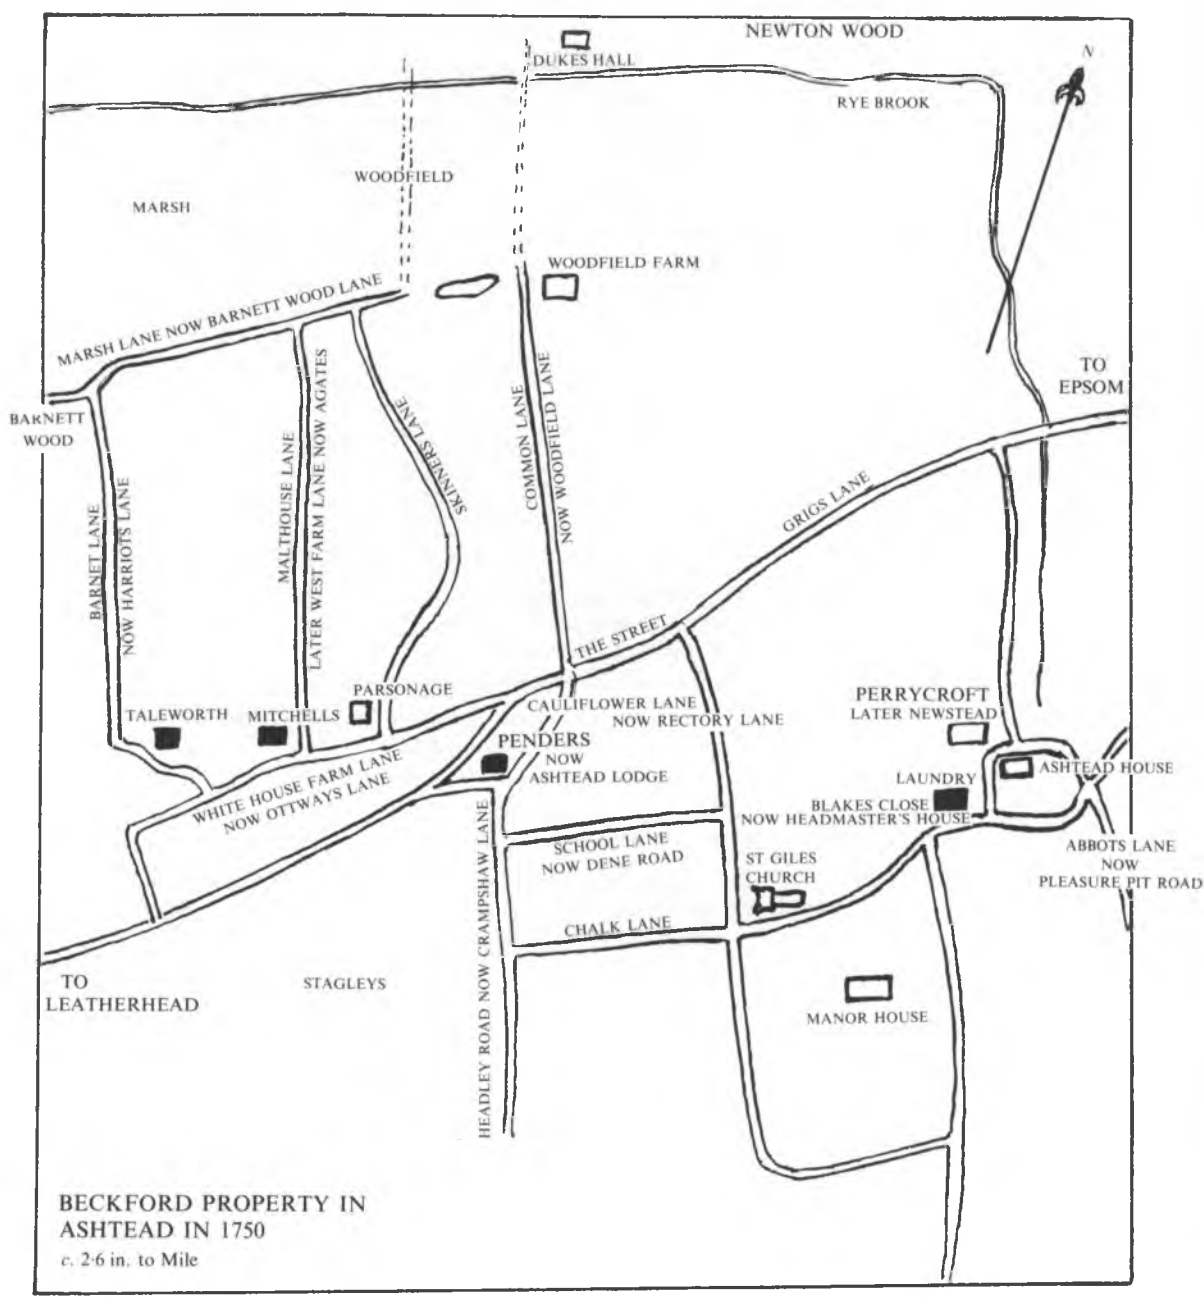 NEWTON WOOD
N
DUKES HALL
RYE BROOK
WOODFIELD
MARSH
WOODFIELD FARM
MARSH LANE NOW BARNETT WOOD LANE
TO
EPSOM
BARNETT
WOOD
BARNET LANE
NOW HARRIOTS LANE
MALTHOUSE LANE
LATER WEST FARM LANE NOW AGATES
SKINNERS LANE
COMMON LANE
NOW WOODFIELD LANE
GRIGS LANE
THE STREET
PARSONAGE
TALEWORTH
MITCHELLS
CAULIFLOWER LANE
NOW RECTORY LANE
PERRYCROFT
LATER NEWSTEAD
PENDERS
NOW
ASHTEAD LODGE
WHITE HOUSE FARM LANE
NOW OTTWAYS LANE
LAUNDRY
ASHTEAD HOUSE
BLAKES CLOSE
NOW HEADMASTER'S HOUSE
SCHOOL LANE
NOW DENE ROAD
ST GILES
CHURCH
ABBOTS LANE
NOW
PLEASURE PIT ROAD
CHALK LANE
HEADLEY ROAD NOW CRAMPSHAW LANE
TO
LEATHERHEAD
STAGLEYS
MANOR HOUSE
BECKFORD PROPERTY IN
ASHTEAD IN 1750
c. 2·6 in. to Mile